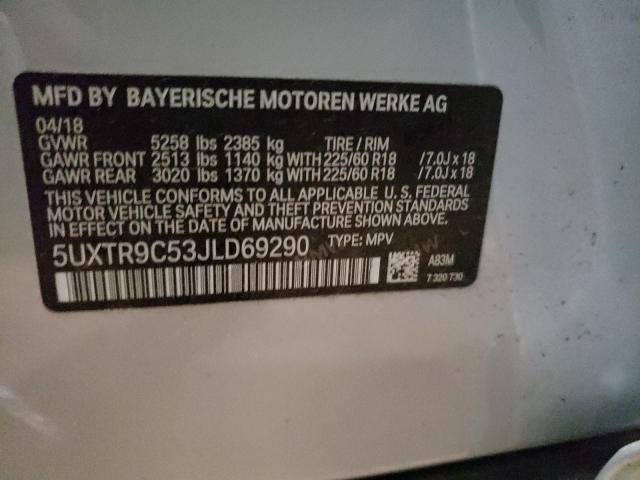 MFD BY BAYERISCHE MOTOREN WERKE AG
04/18
GVWR 5258 lbs 2385 kg TIRE / RIM
GAWR FRONT 2513 lbs 1140 kg WITH 225/60 R18 / 7.0J x 18
GAWR REAR 3020 lbs 1370 kg WITH 225/60 R18 / 7.0J x 18
THIS VEHICLE CONFORMS TO ALL APPLICABLE U.S. FEDERAL
MOTOR VEHICLE SAFETY AND THEFT PREVENTION STANDARDS
IN EFFECT ON THE DATE OF MANUFACTURE SHOWN ABOVE.
5UXTR9C53JLD69290 TYPE: MPV
A83M
7 320 730